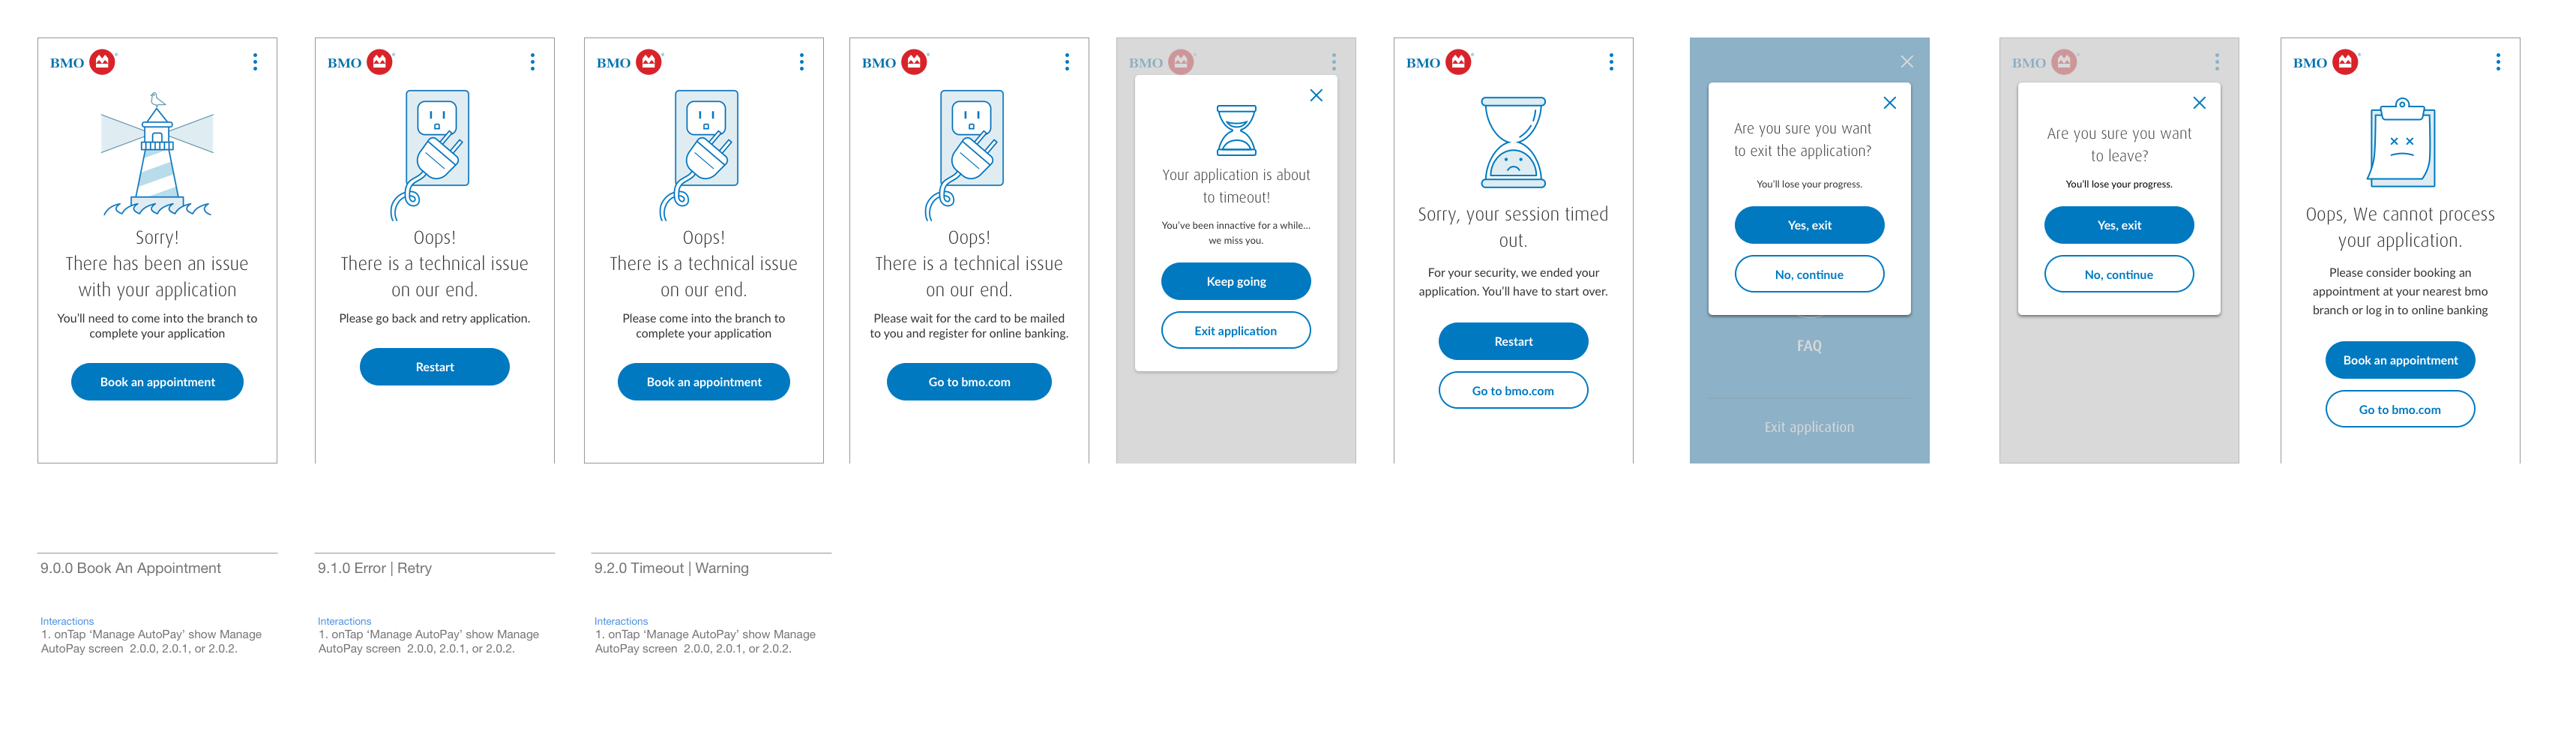 BMO
Sorry!
There has been an issue
with your application
You'll need to come into the branch to
complete your application
Book an appointment
BMO
Oops!
There is a technical issue
on our end.
Please go back and retry application.
Restart
BMO
Oops!
There is a technical issue
on our end.
Please come into the branch to
complete your application
Book an appointment
BMO
Oops!
There is a technical issue
on our end.
Please wait for the card to be mailed
to you and register for online banking.
Go to bmo.com
BMO
Your application is about
to timeout!
You've been innactive for a while...
we miss you.
Keep going
Exit application
BMO
Sorry, your session timed
out.
For your security, we ended your
application. You'll have to start over.
Restart
Go to bmo.com
Are you sure you want
to exit the application?
You'll lose your progress.
Yes, exit
No, continue
FAQ
Exit application
BMO
Are you sure you want
to leave?
You'll lose your progress.
Yes, exit
No, continue
BMO
Oops, We cannot process
your application.
Please consider booking an
appointment at your nearest bmo
branch or log in to online banking
Book an appointment
Go to bmo.com
9.0.0 Book An Appointment
Interactions
1. onTap ‘Manage AutoPay’ show Manage
AutoPay screen  2.0.0, 2.0.1, or 2.0.2.
9.1.0 Error | Retry
Interactions
1. onTap ‘Manage AutoPay’ show Manage
AutoPay screen  2.0.0, 2.0.1, or 2.0.2.
9.2.0 Timeout | Warning
Interactions
1. onTap ‘Manage AutoPay’ show Manage
AutoPay screen  2.0.0, 2.0.1, or 2.0.2.